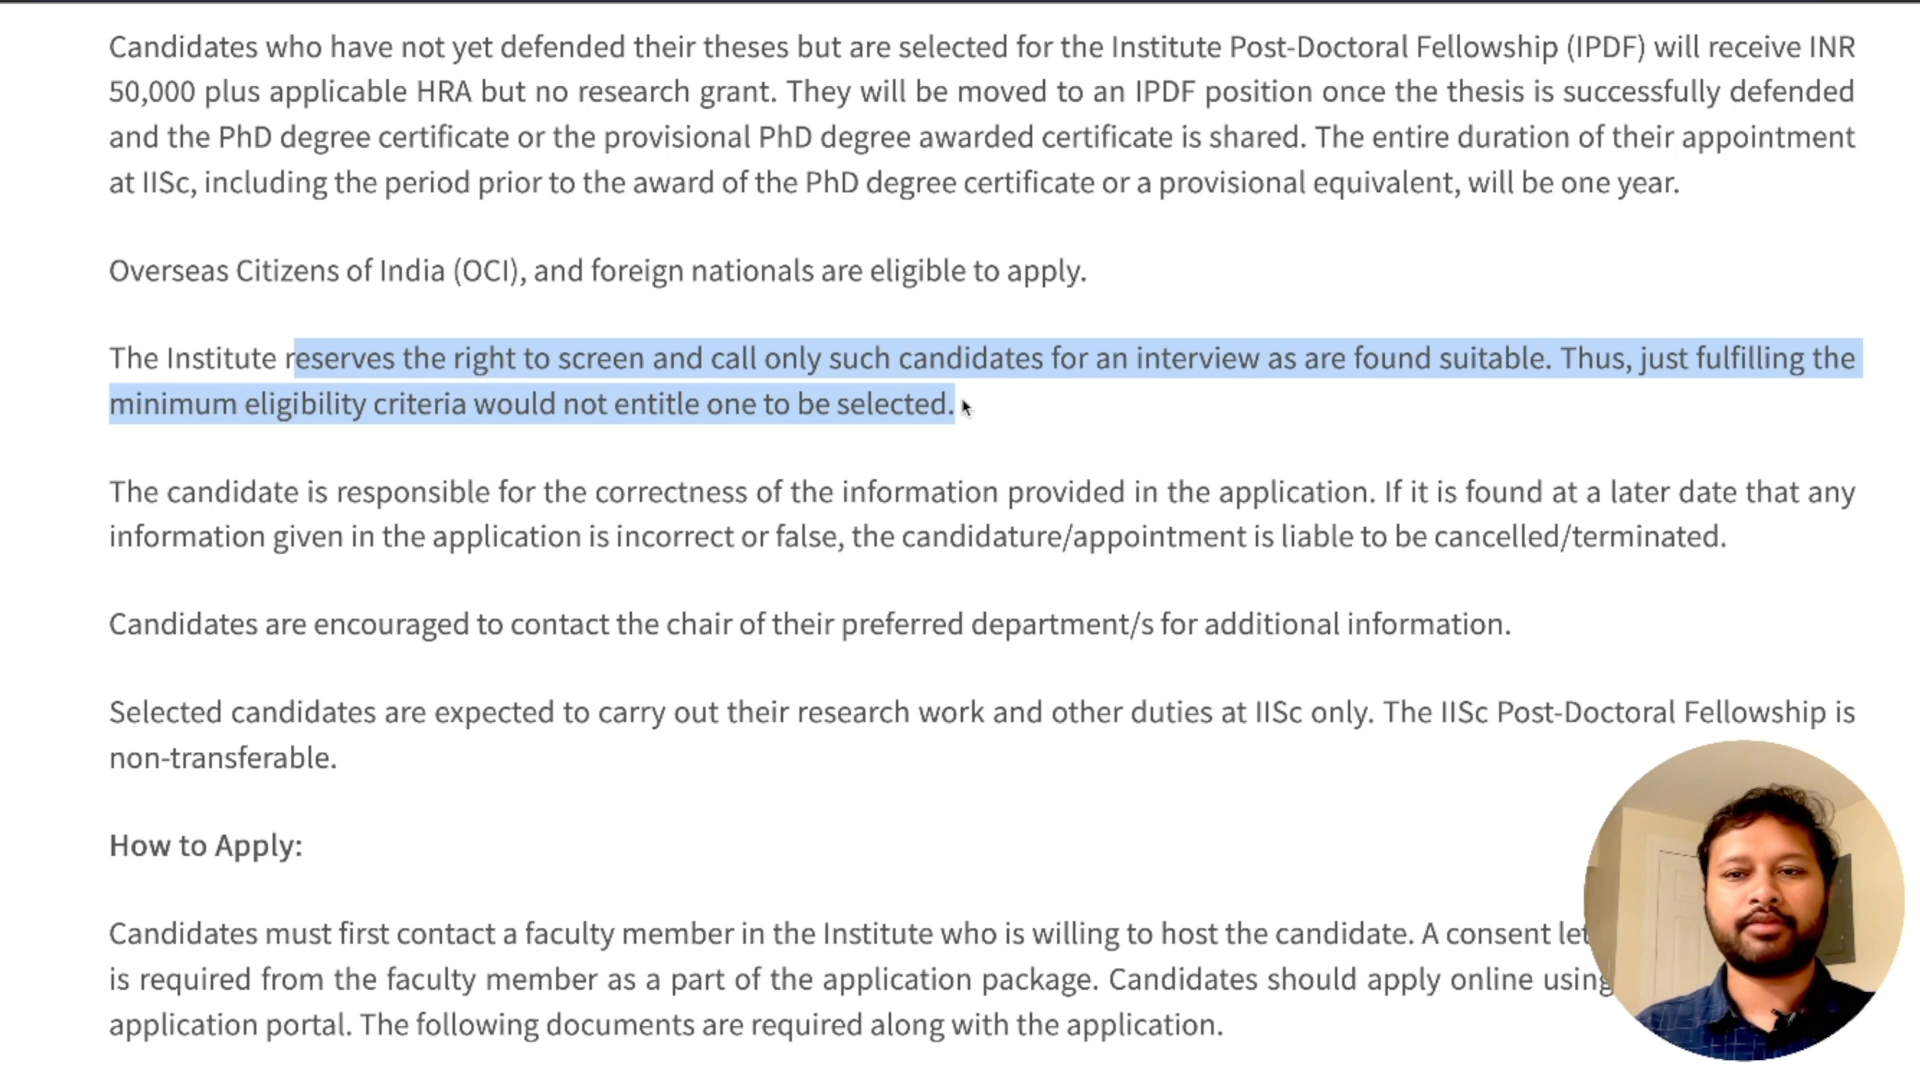 Candidates who have not yet defended their theses but are selected for the Institute Post-Doctoral Fellowship (IPDF) will receive INR
50,000 plus applicable HRA but no research grant. They will be moved to an IPDF position once the thesis is successfully defended
and the PhD degree certificate or the provisional PhD degree awarded certificate is shared. The entire duration of their appointment
at IISc, including the period prior to the award of the PhD degree certificate or a provisional equivalent, will be one year.
Overseas Citizens of India (OCI), and foreign nationals are eligible to apply.
The Institute reserves the right to screen and call only such candidates for an interview as are found suitable. Thus, just fulfilling the
minimum eligibility criteria would not entitle one to be selected.
The candidate is responsible for the correctness of the information provided in the application. If it is found at a later date that any
information given in the application is incorrect or false, the candidature/appointment is liable to be cancelled/terminated.
Candidates are encouraged to contact the chair of their preferred department/s for additional information.
Selected candidates are expected to carry out their research work and other duties at IISc only. The IISc Post-Doctoral Fellowship is
non-transferable.
How to Apply:
Candidates must first contact a faculty member in the Institute who is willing to host the candidate. A consent
is required from the faculty member as a part of the application package. Candidates should apply online using
application portal. The following documents are required along with the application.